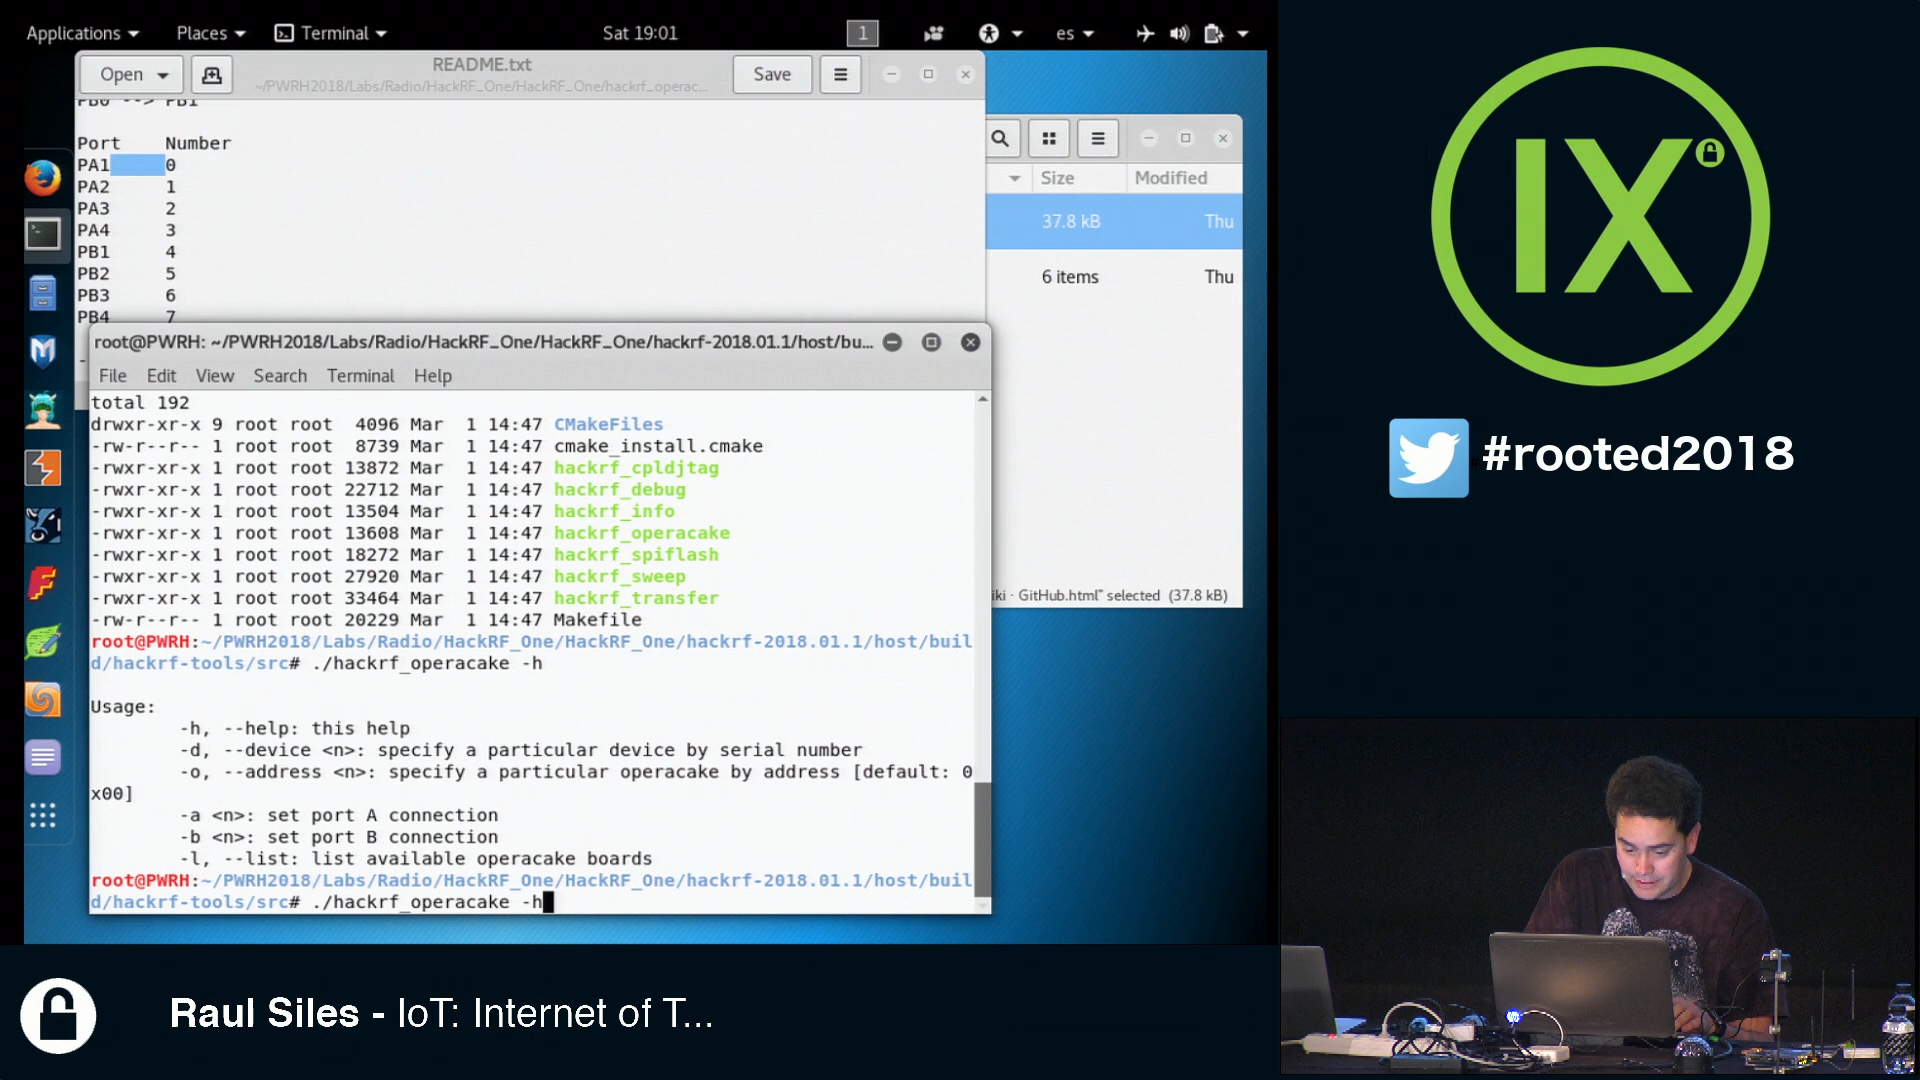 Applications
Places
Terminal
Sat 19:01
1
es
Open
README.txt
~/PWRH2018/Labs/Radio/HackRF_One/HackRF_One/hackrf_operac...
Save
PB0 --> PB1
Port Number
PA1 0
PA2 1
PA3 2
PA4 3
PB1 4
PB2 5
PB3 6
PB4 7
Size Modified
37.8 kB Thu
6 items Thu
iki · GitHub.html” selected (37.8 kB)
root@PWRH: ~/PWRH2018/Labs/Radio/HackRF_One/HackRF_One/hackrf-2018.01.1/host/bu...
File Edit View Search Terminal Help
total 192
drwxr-xr-x 9 root root 4096 Mar 1 14:47 CMakeFiles
-rw-r--r-- 1 root root 8739 Mar 1 14:47 cmake_install.cmake
-rwxr-xr-x 1 root root 13872 Mar 1 14:47 hackrf_cpldjtag
-rwxr-xr-x 1 root root 22712 Mar 1 14:47 hackrf_debug
-rwxr-xr-x 1 root root 13504 Mar 1 14:47 hackrf_info
-rwxr-xr-x 1 root root 13608 Mar 1 14:47 hackrf_operacake
-rwxr-xr-x 1 root root 18272 Mar 1 14:47 hackrf_spiflash
-rwxr-xr-x 1 root root 27920 Mar 1 14:47 hackrf_sweep
-rwxr-xr-x 1 root root 33464 Mar 1 14:47 hackrf_transfer
-rw-r--r-- 1 root root 20229 Mar 1 14:47 Makefile
root@PWRH:~/PWRH2018/Labs/Radio/HackRF_One/HackRF_One/hackrf-2018.01.1/host/buil
d/hackrf-tools/src# ./hackrf_operacake -h
Usage:
-h, --help: this help
-d, --device <n>: specify a particular device by serial number
-o, --address <n>: specify a particular operacake by address [default: 0
x00]
-a <n>: set port A connection
-b <n>: set port B connection
-l, --list: list available operacake boards
root@PWRH:~/PWRH2018/Labs/Radio/HackRF_One/HackRF_One/hackrf-2018.01.1/host/buil
d/hackrf-tools/src# ./hackrf_operacake -h
IX
#rooted2018
Raul Siles - IoT: Internet of T...